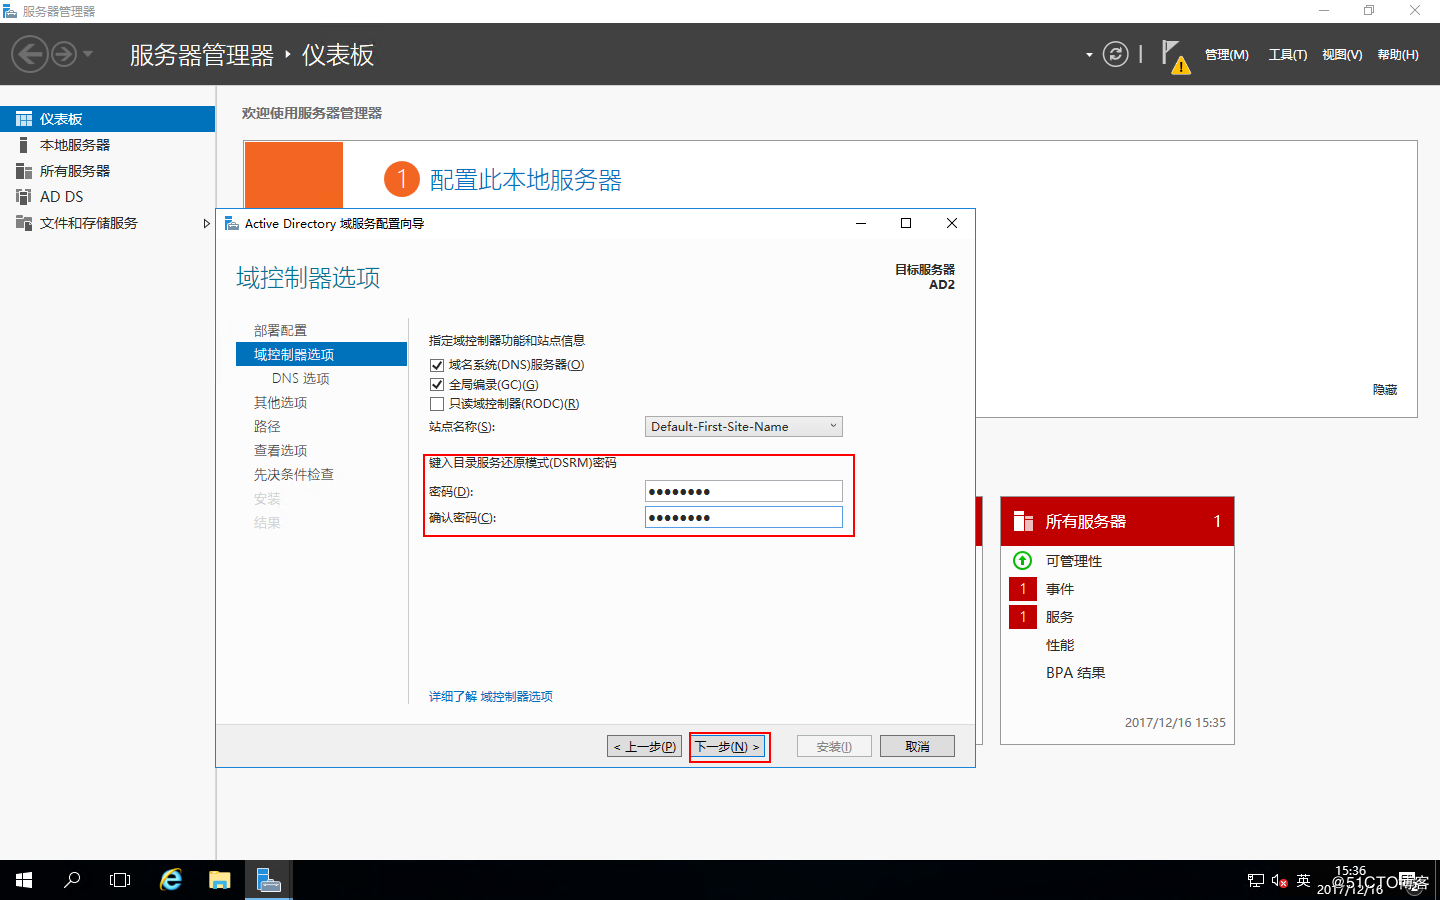 服务器管理器
服务器管理器 ‣ 仪表板
管理(M) 工具(T) 视图(V) 帮助(H)
仪表板
本地服务器
所有服务器
AD DS
文件和存储服务
欢迎使用服务器管理器
1 配置此本地服务器
隐藏
Active Directory 域服务配置向导
域控制器选项
目标服务器
AD2
部署配置
域控制器选项
DNS 选项
其他选项
路径
查看选项
先决条件检查
安装
结果
指定域控制器功能和站点信息
域名系统(DNS)服务器(O)
全局编录(GC)(G)
只读域控制器(RODC)(R)
站点名称(S): Default-First-Site-Name
键入目录服务还原模式(DSRM)密码
密码(D): ●●●●●●●●
确认密码(C): ●●●●●●●●
详细了解 域控制器选项
< 上一步(P) 下一步(N) > 安装(I) 取消
所有服务器 1
可管理性
1 事件
1 服务
性能
BPA 结果
2017/12/16 15:35
英
15:36
2017/12/16
2
@51CTO博客